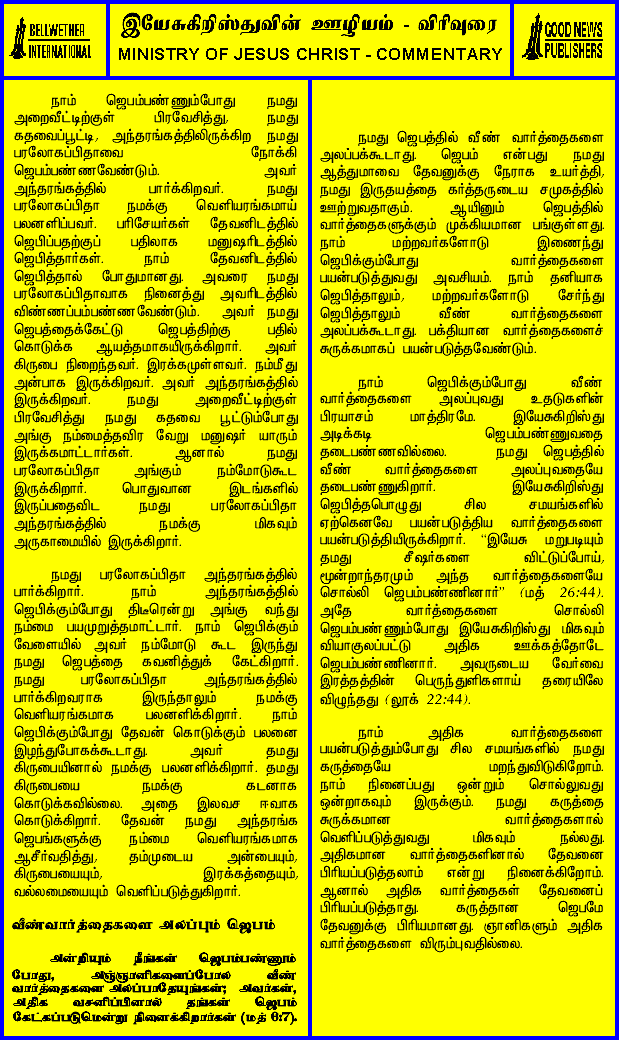 BELLWETHER
INTERNATIONAL
இயேசுகிறிஸ்துவின் ஊழியம் - விரிவுரை
MINISTRY OF JESUS CHRIST - COMMENTARY
GOOD NEWS
PUBLISHERS
நாம் ஜெபம்பண்ணும்போது நமது
அறைவீட்டிற்குள் பிரவேசித்து, நமது
கதவைப்பூட்டி, அந்தரங்கத்திலிருக்கிற நமது
பரலோகப்பிதாவை நோக்கி
ஜெபம்பண்ணவேண்டும். அவர்
அந்தரங்கத்தில் பார்க்கிறவர். நமது
பரலோகப்பிதா நமக்கு வெளியரங்கமாய்
பலனளிப்பவர். பரிசேயர்கள் தேவனிடத்தில்
ஜெபிப்பதற்குப் பதிலாக மனுஷரிடத்தில்
ஜெபித்தார்கள். நாம் தேவனிடத்தில்
ஜெபித்தால் போதுமானது. அவரை நமது
பரலோகப்பிதாவாக நினைத்து அவரிடத்தில்
விண்ணப்பம்பண்ணவேண்டும். அவர் நமது
ஜெபத்தைக்கேட்டு ஜெபத்திற்கு பதில்
கொடுக்க ஆயத்தமாகயிருக்கிறார். அவர்
கிருபை நிறைந்தவர். இரக்கமுள்ளவர். நம்மீது
அன்பாக இருக்கிறவர். அவர் அந்தரங்கத்தில்
இருக்கிறவர். நமது அறைவீட்டிற்குள்
பிரவேசித்து நமது கதவை பூட்டும்போது
அங்கு நம்மைத்தவிர வேறு மனுஷர் யாரும்
இருக்கமாட்டார்கள். ஆனால் நமது
பரலோகப்பிதா அங்கும் நம்மோடுகூட
இருக்கிறார். பொதுவான இடங்களில்
இருப்பதைவிட நமது பரலோகப்பிதா
அந்தரங்கத்தில் நமக்கு மிகவும்
அருகாமையில் இருக்கிறார்.
நமது பரலோகப்பிதா அந்தரங்கத்தில்
பார்க்கிறார். நாம் அந்தரங்கத்தில்
ஜெபிக்கும்போது திடீரென்று அங்கு வந்து
நம்மை பயமுறுத்தமாட்டார். நாம் ஜெபிக்கும்
வேளையில் அவர் நம்மோடு கூட இருந்து
நமது ஜெபத்தை கவனித்துக் கேட்கிறார்.
நமது பரலோகப்பிதா அந்தரங்கத்தில்
பார்க்கிறவராக இருந்தாலும் நமக்கு
வெளியரங்கமாக பலனளிக்கிறார். நாம்
ஜெபிக்கும்போது தேவன் கொடுக்கும் பலனை
இழந்துபோகக்கூடாது. அவர் தமது
கிருபையினால் நமக்கு பலனளிக்கிறார். தமது
கிருபையை நமக்கு கடனாக
கொடுக்கவில்லை. அதை இலவச ஈவாக
கொடுக்கிறார். தேவன் நமது அந்தரங்க
ஜெபங்களுக்கு நம்மை வெளியரங்கமாக
ஆசீர்வதித்து, தம்முடைய அன்பையும்,
கிருபையையும், இரக்கத்தையும்,
வல்லமையையும் வெளிப்படுத்துகிறார்.
வீண்வார்த்தைகளை அலப்பும் ஜெபம்
அன்றியும் நீங்கள் ஜெபம்பண்ணும்
போது, அஞ்ஞானிகளைப்போல வீண்
வார்த்தைகளை அலப்பாதேயுங்கள்; அவர்கள்,
அதிக வசனிப்பினால் தங்கள் ஜெபம்
கேட்கப்படுமென்று நினைக்கிறார்கள் (மத் 6:7).
நமது ஜெபத்தில் வீண் வார்த்தைகளை
அலப்பக்கூடாது. ஜெபம் என்பது நமது
ஆத்துமாவை தேவனுக்கு நேராக உயர்த்தி,
நமது இருதயத்தை கர்த்தருடைய சமுகத்தில்
ஊற்றுவதாகும். ஆயினும் ஜெபத்தில்
வார்த்தைகளுக்கும் முக்கியமான பங்குள்ளது.
நாம் மற்றவர்களோடு இணைந்து
ஜெபிக்கும்போது வார்த்தைகளை
பயன்படுத்துவது அவசியம். நாம் தனியாக
ஜெபித்தாலும், மற்றவர்களோடு சேர்ந்து
ஜெபித்தாலும் வீண் வார்த்தைகளை
அலப்பக்கூடாது. பக்தியான வார்த்தைகளைச்
சுருக்கமாகப் பயன்படுத்தவேண்டும்.
நாம் ஜெபிக்கும்போது வீண்
வார்த்தைகளை அலப்புவது உதடுகளின்
பிரயாசம் மாத்திரமே. இயேசுகிறிஸ்து
அடிக்கடி ஜெபம்பண்ணுவதை
தடைபண்ணவில்லை. நமது ஜெபத்தில்
வீண் வார்த்தைகளை அலப்புவதையே
தடைபண்ணுகிறார். இயேசுகிறிஸ்து
ஜெபித்தபொழுது சில சமயங்களில்
ஏற்கெனவே பயன்படுத்திய வார்த்தைகளை
பயன்படுத்தியிருக்கிறார். "இயேசு மறுபடியும்
தமது சீஷர்களை விட்டுப்போய்,
மூன்றாந்தரமும் அந்த வார்த்தைகளையே
சொல்லி ஜெபம்பண்ணினார்" (மத் 26:44).
அதே வார்த்தைகளை சொல்லி
ஜெபம்பண்ணும்போது இயேசுகிறிஸ்து மிகவும்
வியாகுலப்பட்டு அதிக ஊக்கத்தோடே
ஜெபம்பண்ணினார். அவருடைய வேர்வை
இரத்தத்தின் பெருந்துளிகளாய் தரையிலே
விழுந்தது (லூக் 22:44).
நாம் அதிக வார்த்தைகளை
பயன்படுத்தும்போது சில சமயங்களில் நமது
கருத்தையே மறந்துவிடுகிறோம்.
நாம் நினைப்பது ஒன்றும் சொல்லுவது
ஒன்றாகவும் இருக்கும். நமது கருத்தை
சுருக்கமான வார்த்தைகளால்
வெளிப்படுத்துவது மிகவும் நல்லது.
அதிகமான வார்த்தைகளினால் தேவனை
பிரியப்படுத்தலாம் என்று நினைக்கிறோம்.
ஆனால் அதிக வார்த்தைகள் தேவனைப்
பிரியப்படுத்தாது. கருத்தான ஜெபமே
தேவனுக்கு பிரியமானது. ஞானிகளும் அதிக
வார்த்தைகளை விரும்புவதில்லை.